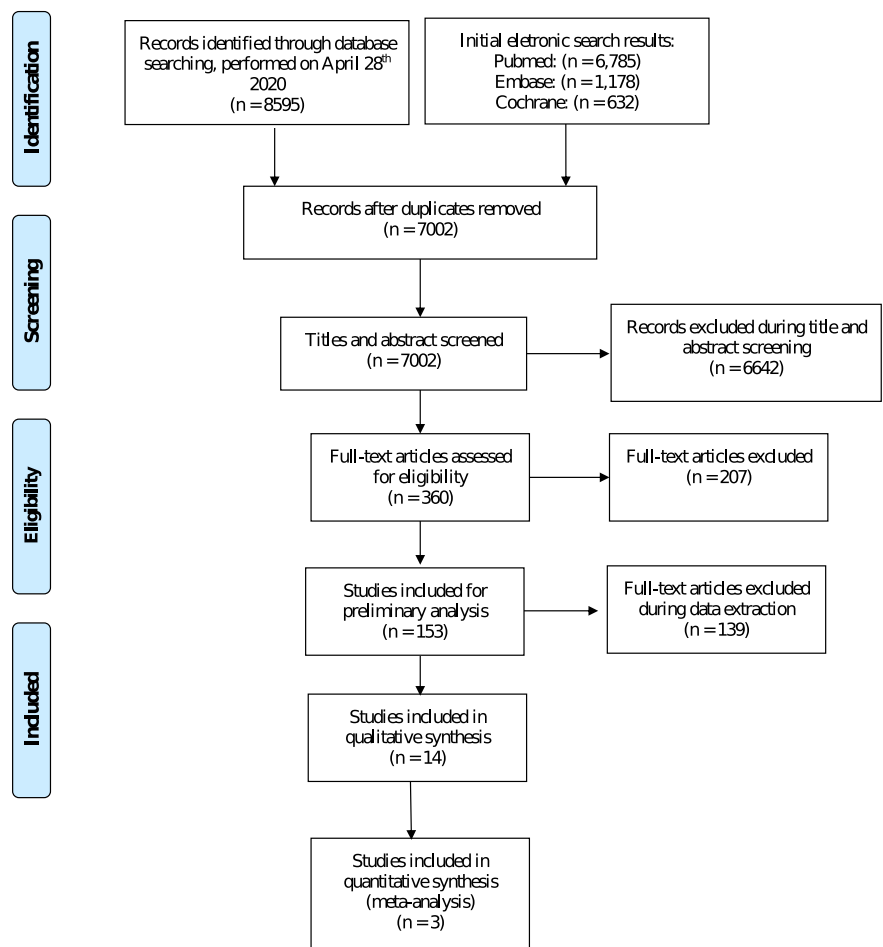 Identification
Records identified through database
searching, performed on April 28th
2020
(n = 8595)
Initial eletronic search results:
Pubmed: (n = 6,785)
Embase: (n = 1,178)
Cochrane: (n = 632)
Records after duplicates removed
(n = 7002)
Screening
Titles and abstract screened
(n = 7002)
Records excluded during title and
abstract screening
(n = 6642)
Eligibility
Full-text articles assessed
for eligibility
(n = 360)
Full-text articles excluded
(n = 207)
Studies included for
preliminary analysis
(n = 153)
Full-text articles excluded
during data extraction
(n = 139)
Included
Studies included in
qualitative synthesis
(n = 14)
Studies included in
quantitative synthesis
(meta-analysis)
(n = 3)